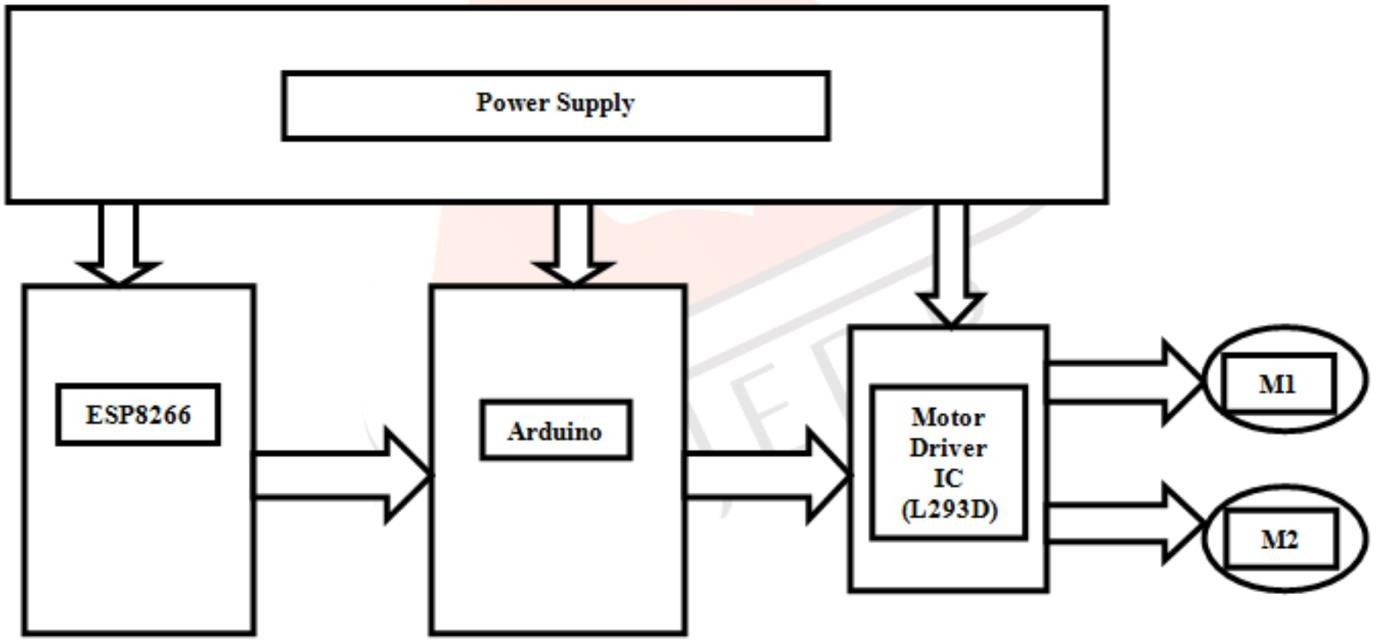 Power Supply
ESP8266
Arduino
Motor
Driver
IC
(L293D)
M1
M2